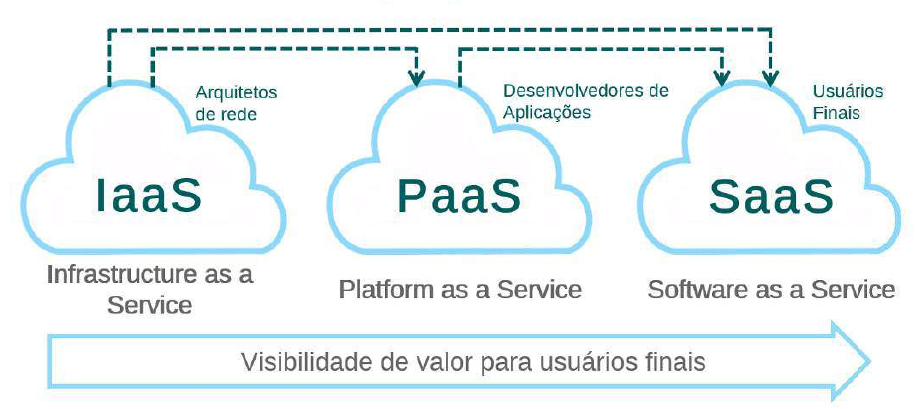 Arquitetos
de rede
IaaS
Infrastructure as a
Service
Desenvolvedores de
Aplicações
PaaS
Platform as a Service
Usuários
Finais
SaaS
Software as a Service
Visibilidade de valor para usuários finais